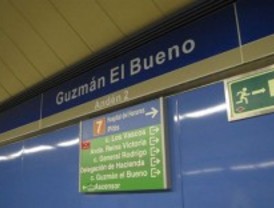 Guzmán El Bueno
Andén 2
7 Hospital del Henares
Pitis
c. Los Vascos
Avda. Reina Victoria
c. General Rodrigo
Delegación de Hacienda
c. Guzmán el Bueno
Ascensor